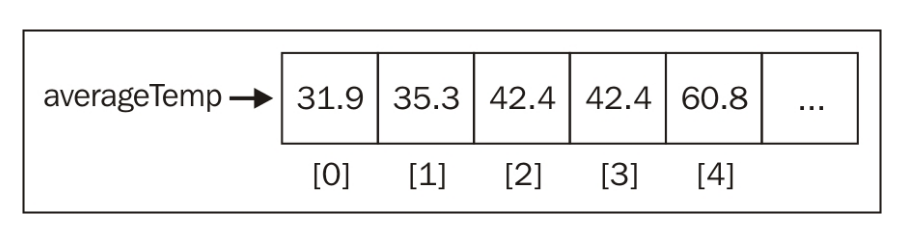 averageTemp 31.9 35.3 42.4 42.4 60.8 ...
[0] [1] [2] [3] [4]